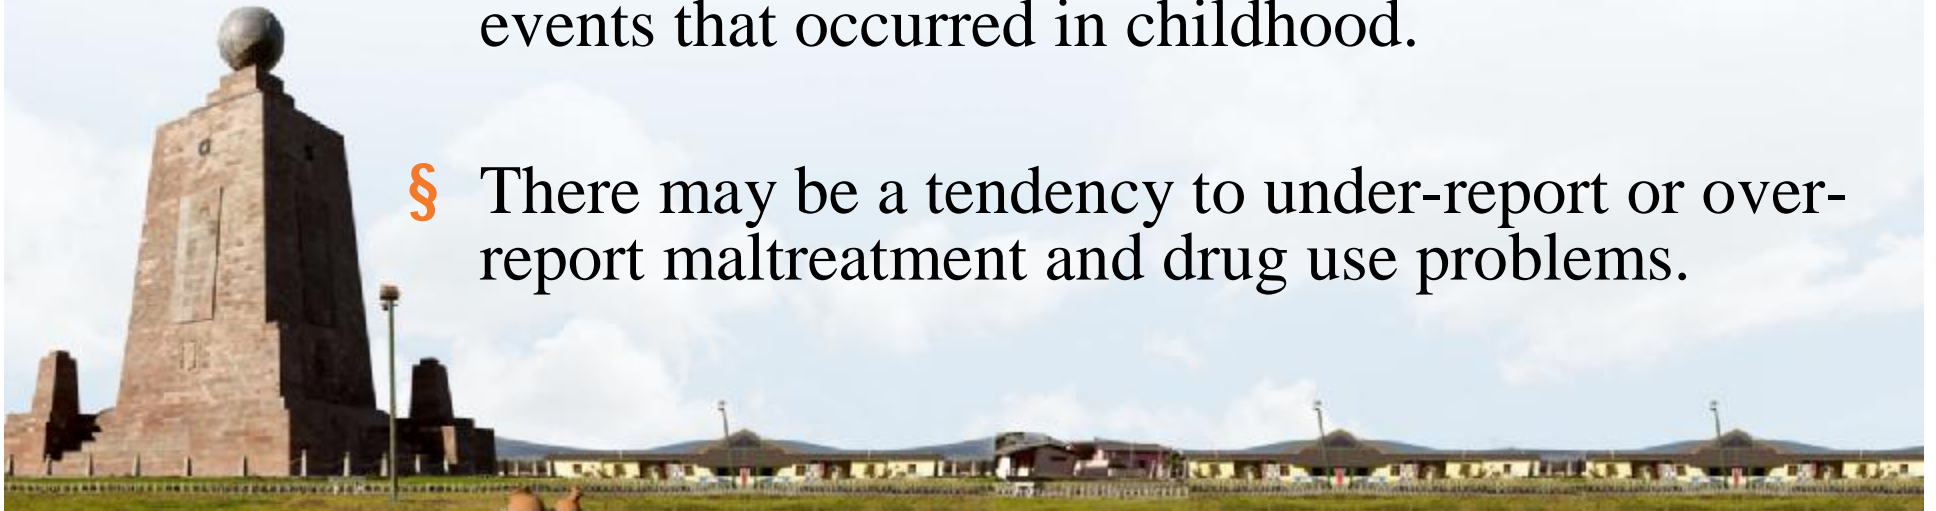 events that occurred in childhood.
§ There may be a tendency to under-report or over-
report maltreatment and drug use problems.